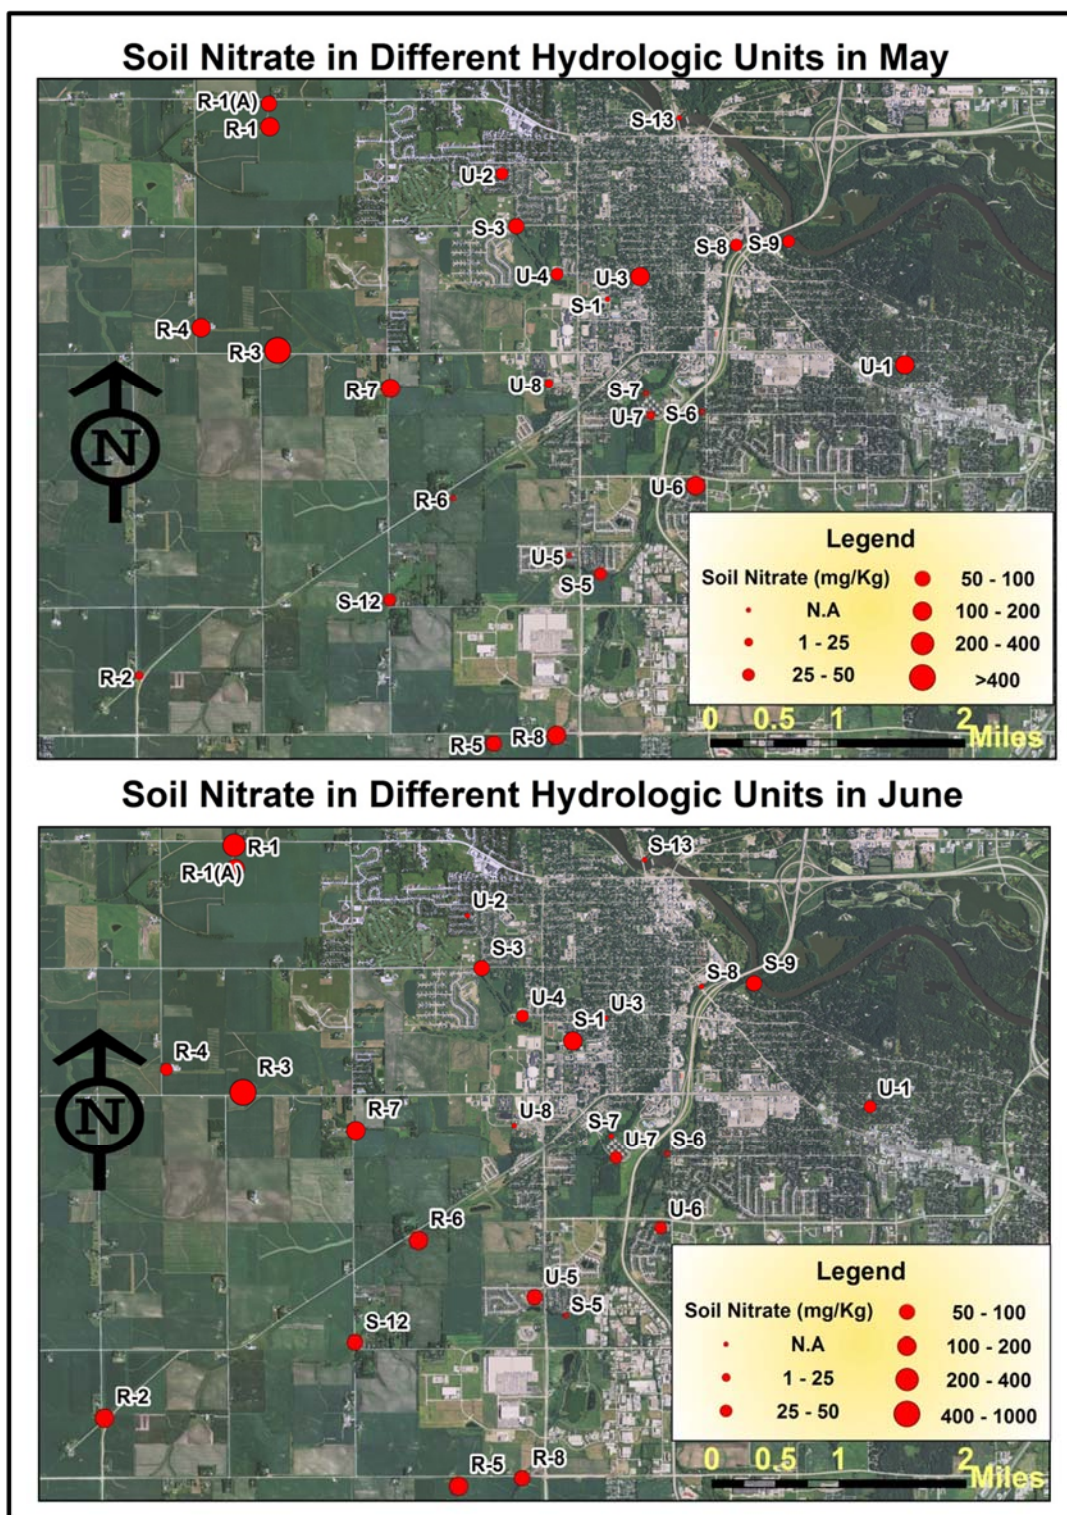 Soil Nitrate in Different Hydrologic Units in May
R-1(A)
R-1
S-13
U-2
S-3
S-8
S-9
U-4
U-3
S-1
R-4
R-3
U-1
R-7
U-8
S-7
U-7
S-6
N
R-6
U-6
U-5
S-5
S-12
R-2
R-5
R-8
Legend
Soil Nitrate (mg/Kg)
N.A
1 - 25
25 - 50
50 - 100
100 - 200
200 - 400
>400
0 0.5 1 2
Miles
Soil Nitrate in Different Hydrologic Units in June
R-1
R-1(A)
S-13
U-2
S-3
S-8
S-9
U-4
U-3
S-1
R-4
R-3
U-1
R-7
U-8
S-7
U-7
S-6
N
R-6
U-6
U-5
S-5
S-12
R-2
R-5
R-8
Legend
Soil Nitrate (mg/Kg)
N.A
1 - 25
25 - 50
50 - 100
100 - 200
200 - 400
400 - 1000
0 0.5 1 2
Miles